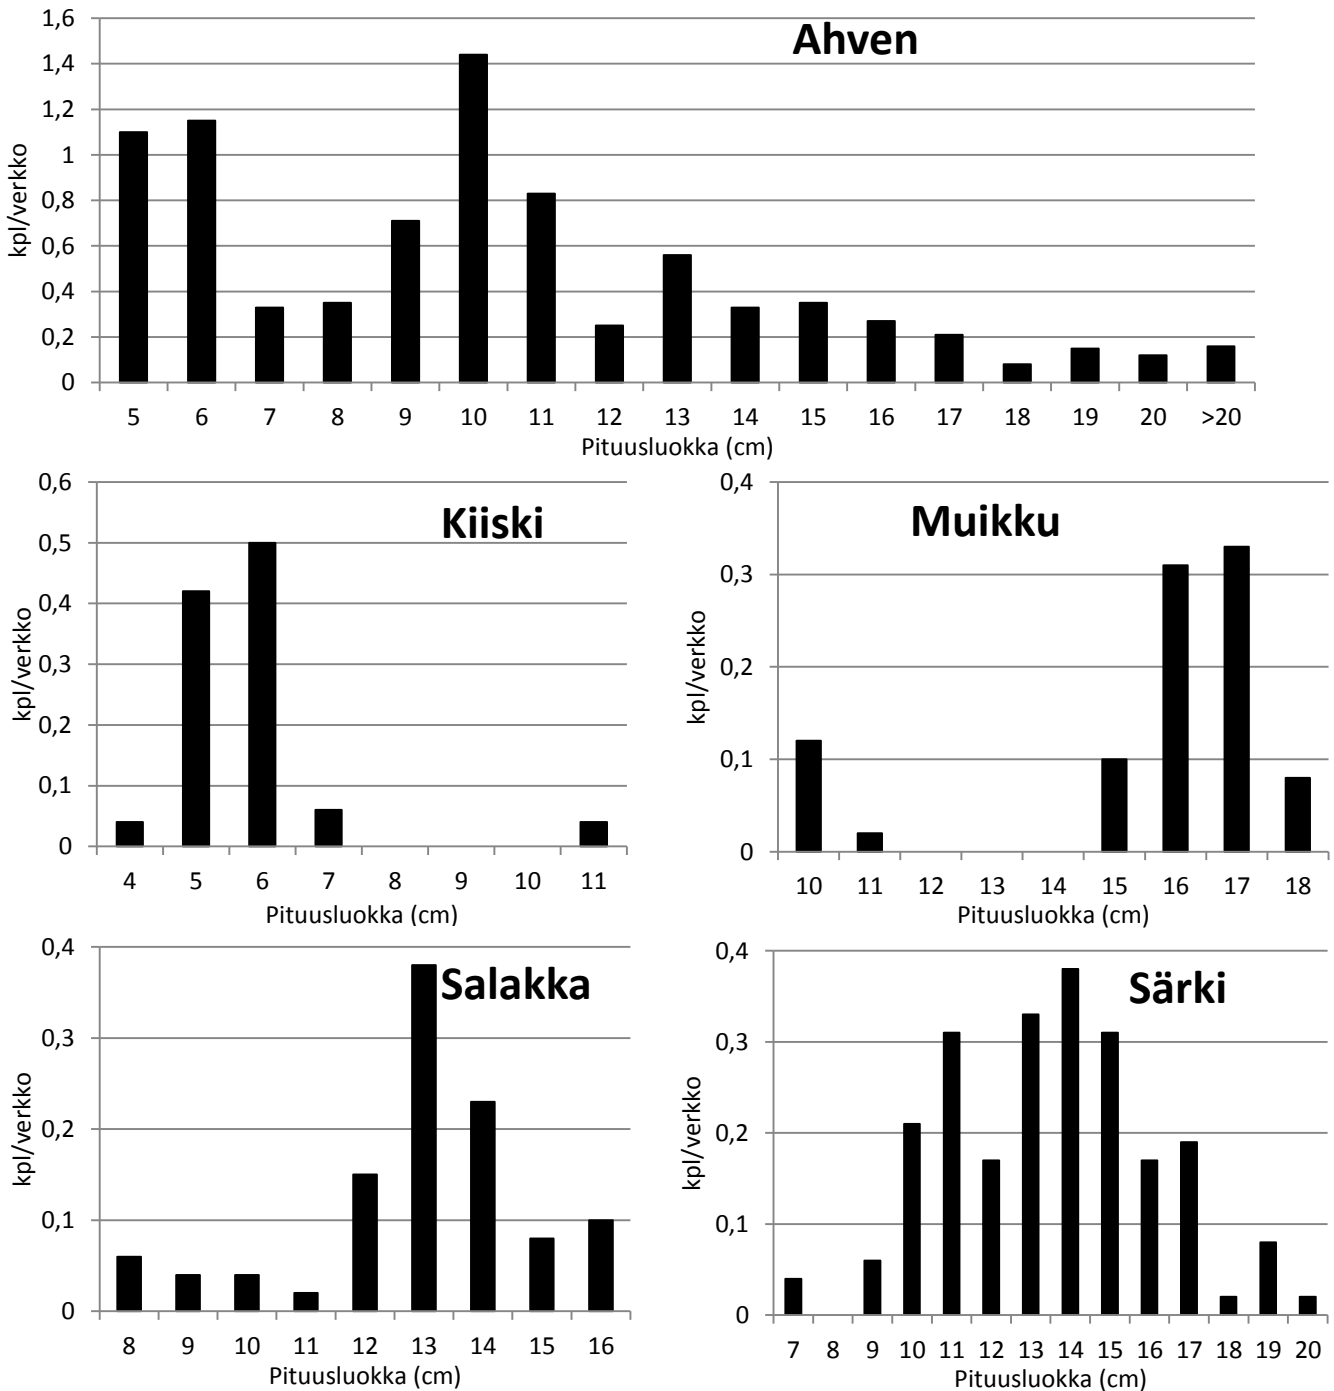 Ahven
kpl/verkko
1,6
1,4
1,2
1
0,8
0,6
0,4
0,2
0
5 6 7 8 9 10 11 12 13 14 15 16 17 18 19 20 >20
Pituusluokka (cm)
Kiiski
kpl/verkko
0,6
0,5
0,4
0,3
0,2
0,1
0
4 5 6 7 8 9 10 11
Pituusluokka (cm)
Muikku
kpl/verkko
0,4
0,3
0,2
0,1
0
10 11 12 13 14 15 16 17 18
Pituusluokka (cm)
Salakka
kpl/verkko
0,4
0,3
0,2
0,1
0
8 9 10 11 12 13 14 15 16
Pituusluokka (cm)
Särki
kpl/verkko
0,4
0,3
0,2
0,1
0
7 8 9 10 11 12 13 14 15 16 17 18 19 20
Pituusluokka (cm)